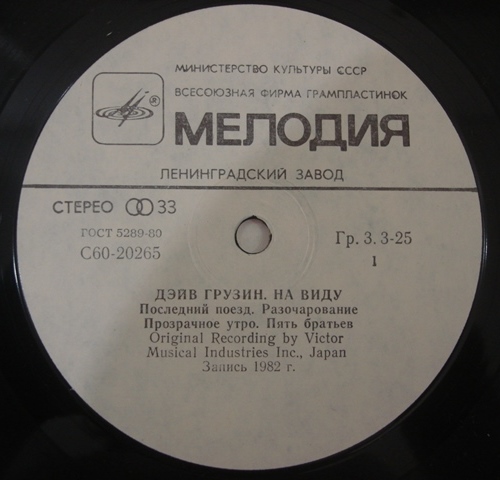 МИНИСТЕРСТВО КУЛЬТУРЫ СССР
ВСЕСОЮЗНАЯ ФИРМА ГРАМПЛАСТИНОК
®
МЕЛОДИЯ
ЛЕНИНГРАДСКИЙ ЗАВОД
СТЕРЕО 33
ГОСТ 5289-80
С60-20265
Гр. 3. 3-25
1
ДЭЙВ ГРУЗИН. НА ВИДУ
Последний поезд. Разочарование
Прозрачное утро. Пять братьев
Original Recording by Victor
Musical Industries Inc., Japan
Запись 1982 г.